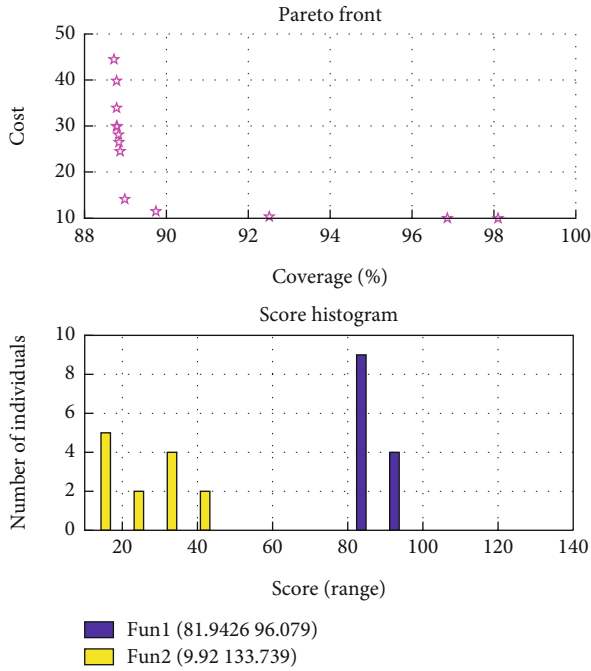 Pareto front
50
40
30
20
10
Cost
88 90 92 94 96 98 100
Coverage (%)
Score histogram
10
8
6
4
2
0
Number of individuals
20 40 60 80 100 120 140
Score (range)
Fun1 (81.9426 96.079)
Fun2 (9.92 133.739)